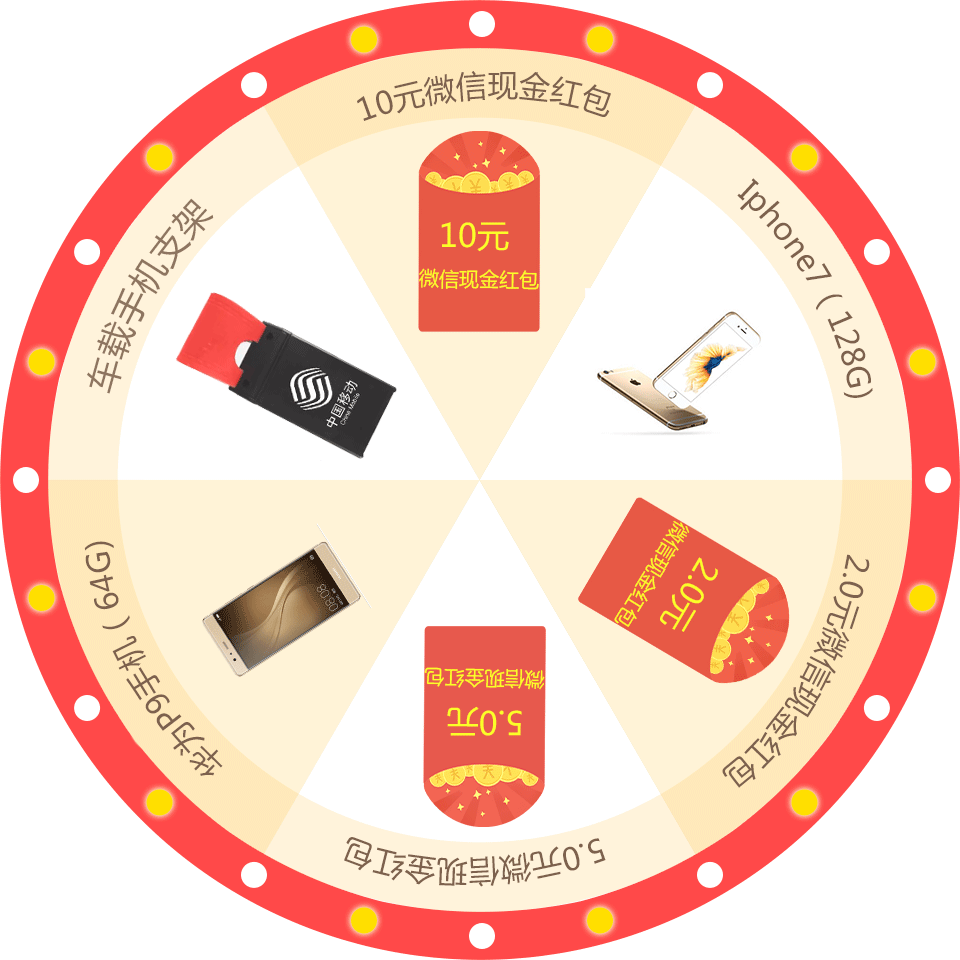 10元微信现金红包
10元
微信现金红包
Iphone7 ( 128G)
2.0元微信现金红包
2.0元
微信现金红包
5.0元微信现金红包
5.0元
微信现金红包
华为P9手机 ( 64G)
08:08
车载手机支架
中国移动
China Mobile